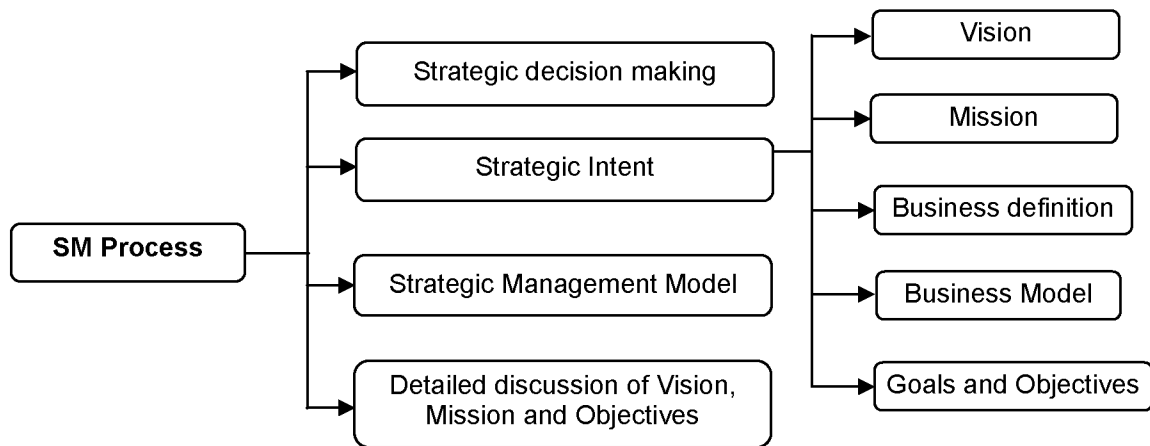 SM Process
Strategic decision making
Strategic Intent
Strategic Management Model
Detailed discussion of Vision,
Mission and Objectives
Vision
Mission
Business definition
Business Model
Goals and Objectives